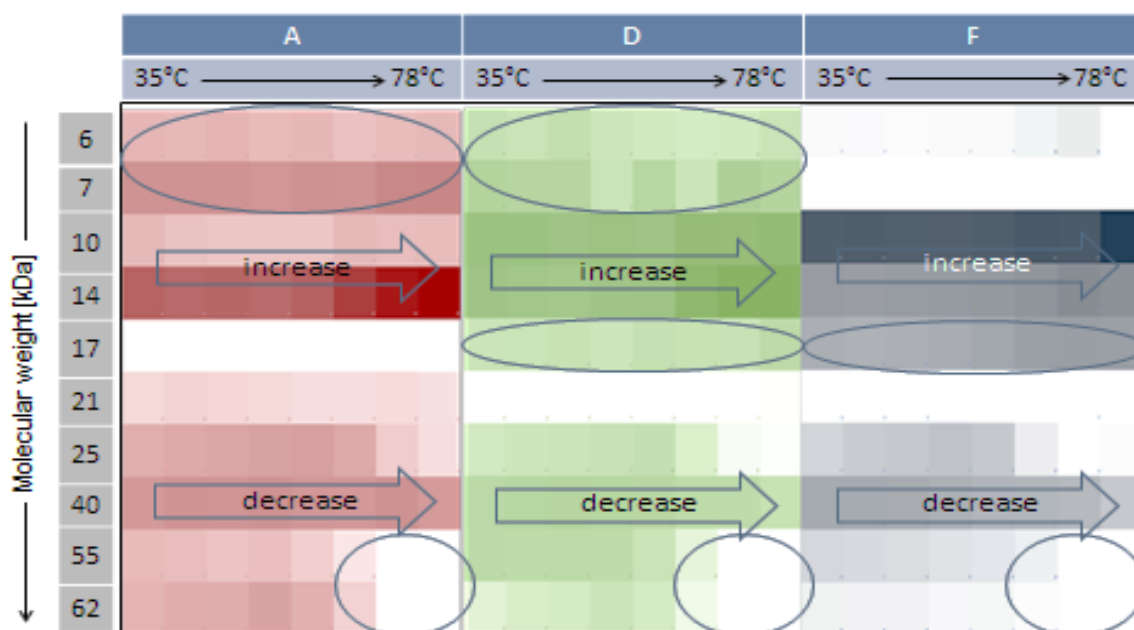 A D F
35°C 78°C 35°C 78°C 35°C 78°C
Molecular weight [kDa]
6
7
10
increase increase increase
14
17
21
25
40
decrease decrease decrease
55
62